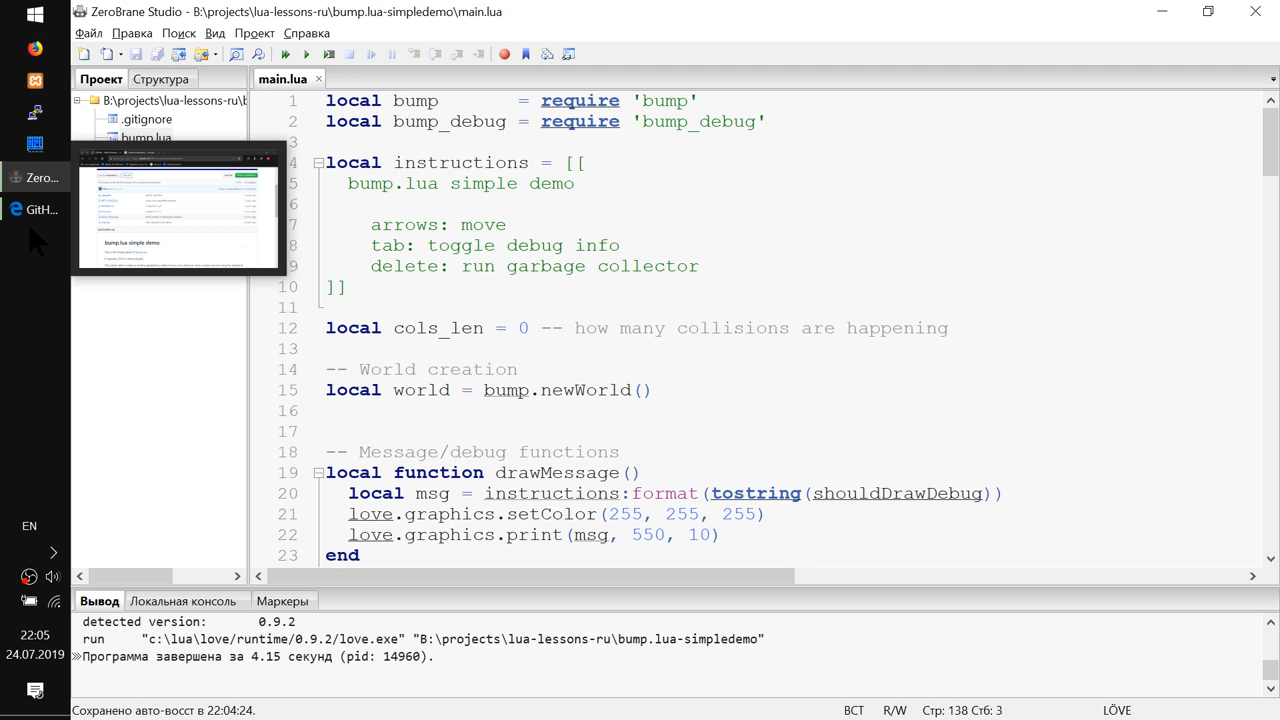 ZeroBrane Studio - B:\projects\lua-lessons-ru\bump.lua-simpledemo\main.lua
Файл Правка Поиск Вид Проект Справка
Проект Структура
main.lua
B:\projects\lua-lessons-ru\b
.gitignore
bump.lua
Zero...
GitH...
bump.lua simple demo
1 local bump = require 'bump'
2 local bump_debug = require 'bump_debug'
3
4 local instructions = [[
5 bump.lua simple demo
6
7 arrows: move
8 tab: toggle debug info
9 delete: run garbage collector
10 ]]
11
12 local cols_len = 0 -- how many collisions are happening
13
14 -- World creation
15 local world = bump.newWorld()
16
17
18 -- Message/debug functions
19 local function drawMessage()
20 local msg = instructions:format(tostring(shouldDrawDebug))
21 love.graphics.setColor(255, 255, 255)
22 love.graphics.print(msg, 550, 10)
23 end
EN
22:05
24.07.2019
Вывод Локальная консоль Маркеры
detected version: 0.9.2
run "c:\lua\love/runtime/0.9.2/love.exe" "B:\projects\lua-lessons-ru\bump.lua-simpledemo"
Программа завершена за 4.15 секунд (pid: 14960).
Сохранено авто-восст в 22:04:24.
ВСТ R/W Стр: 138 Стб: 3 LÖVE